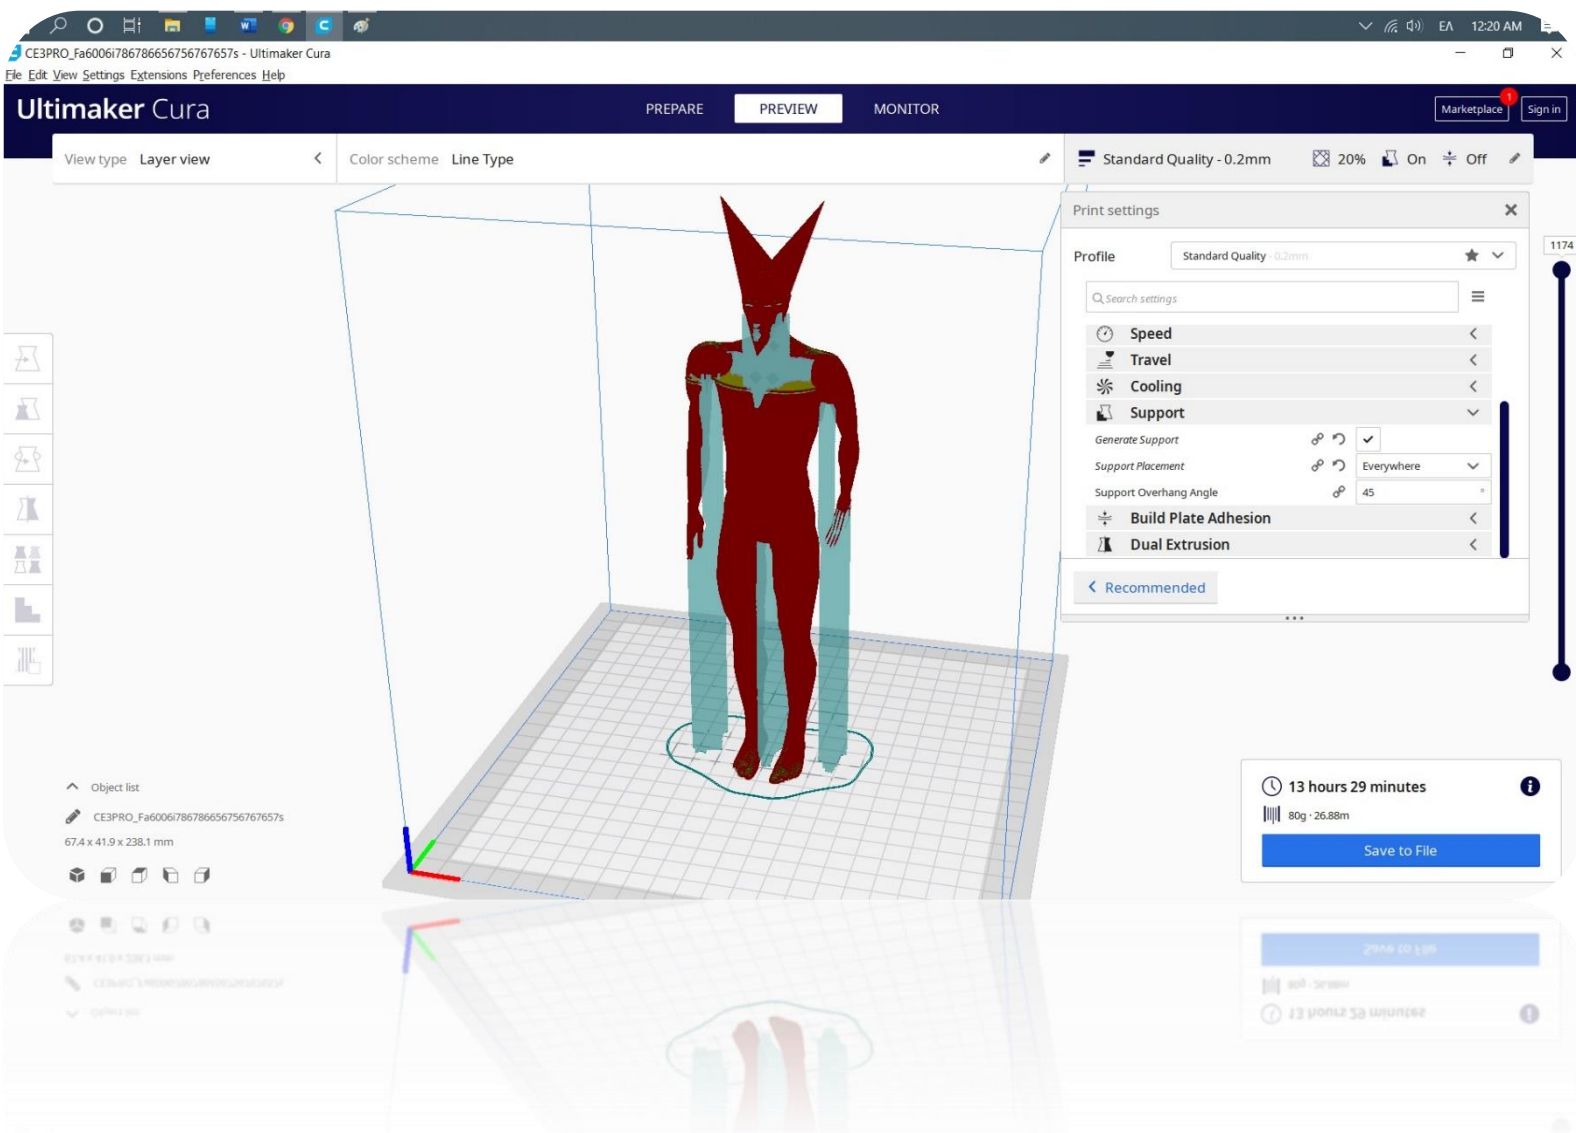 ΕΛ 12:20 AM
CE3PRO_Fa6006i786786656756767657s - Ultimaker Cura
File Edit View Settings Extensions Preferences Help
Ultimaker Cura
PREPARE PREVIEW MONITOR
1
Marketplace Sign in
View type Layer view Color scheme Line Type Standard Quality - 0.2mm 20% On Off
Print settings
Profile Standard Quality - 0.2mm
Search settings
Speed
Travel
Cooling
Support
Generate Support
Support Placement Everywhere
Support Overhang Angle 45 °
Build Plate Adhesion
Dual Extrusion
Recommended
1174
Object list
CE3PRO_Fa6006i786786656756767657s
67.4 x 41.9 x 238.1 mm
13 hours 29 minutes
80g · 26.88m
Save to File